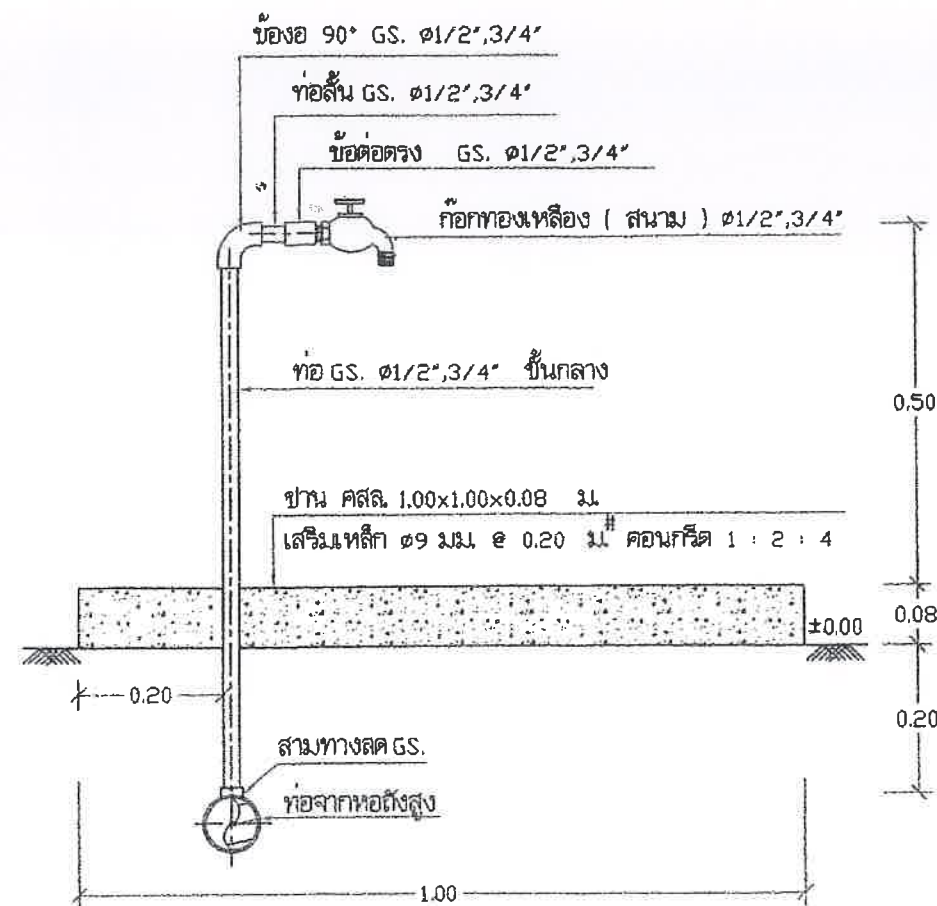 ข้องอ 90° GS. ø1/2",3/4"
ท่อสั้น GS. ø1/2",3/4"
ข้อต่อตรง GS. ø1/2",3/4"
ก๊อกทองเหลือง ( สนาม ) ø1/2",3/4"
ท่อ GS. ø1/2",3/4" ชั้นกลาง
0.50
ชาน คสล. 1.00x1.00x0.08 ม.
เสริมเหล็ก ø9 มม. @ 0.20 ม.# คอนกรีต 1 : 2 : 4
0.08
±0.00
0.20
0.20
สามทางลด GS.
ท่อจากหอถังสูง
1.00